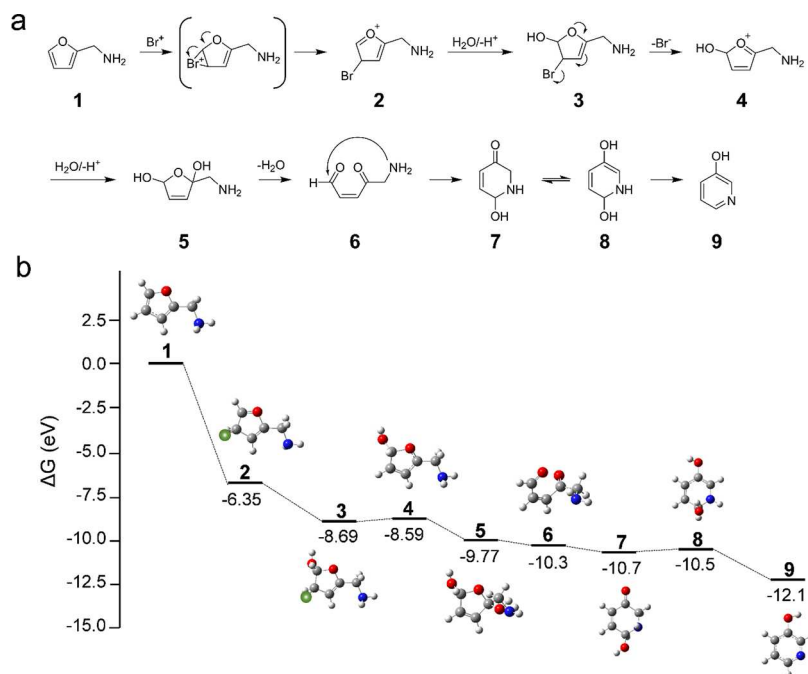 a
Br⁺ H₂O/-H⁺ -Br⁻
O O O⁺ HO O HO O⁺
NH₂ NH₂ NH₂ NH₂ NH₂
Br⁺ Br Br
1 2 3 4
H₂O/-H⁺ -H₂O
HO O OH NH₂ H O O NH₂ O NH OH OH NH OH OH N
5 6 7 8 9
b
ΔG (eV)
2.5
0.0
-2.5
-5.0
-7.5
-10.0
-12.5
-15.0
1
2
-6.35
3
-8.69
4
-8.59
5
-9.77
6
-10.3
7
-10.7
8
-10.5
9
-12.1